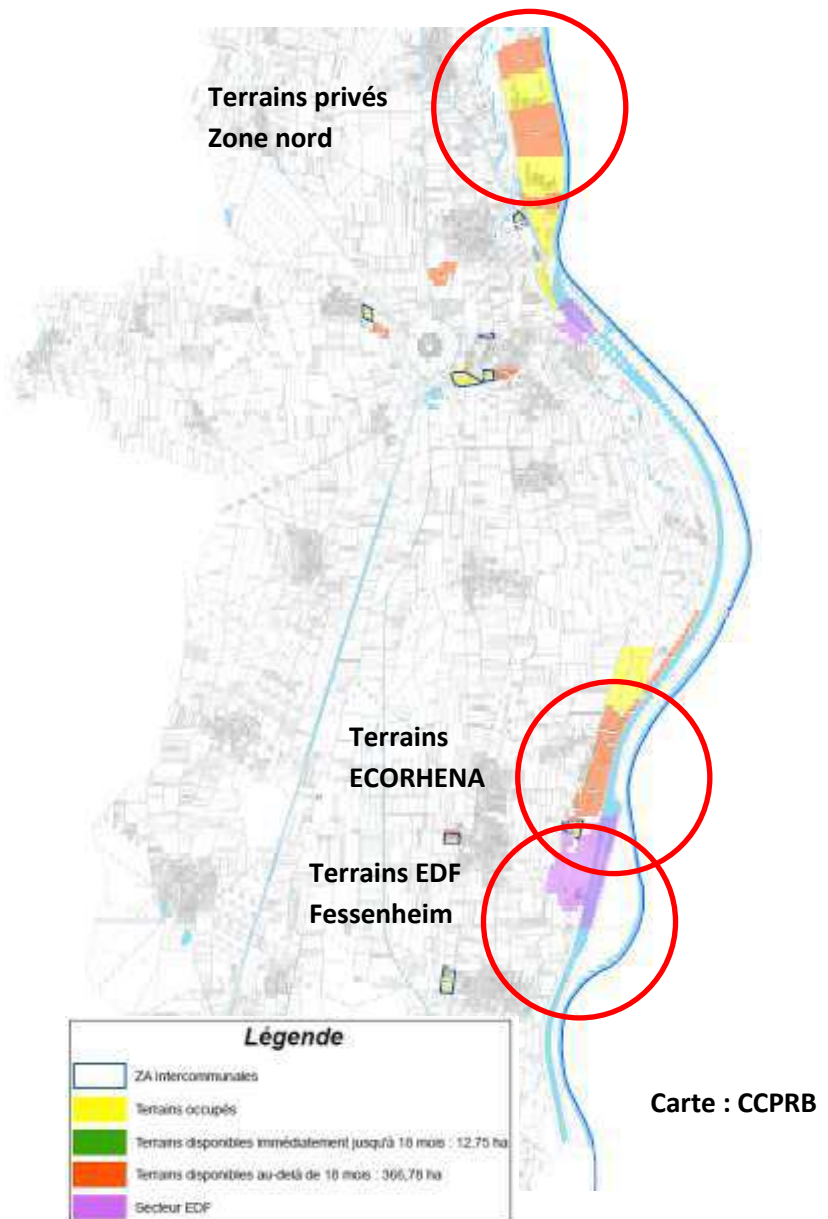 Terrains privés
Zone nord
Terrains
ECORHENA
Terrains EDF
Fessenheim
Légende
ZA intercommunales
Terrains occupés
Terrains disponibles immédiatement jusqu'à 18 mois : 12,75 ha
Terrains disponibles au-delà de 18 mois : 366,78 ha
Secteur EDF
Carte : CCPRB